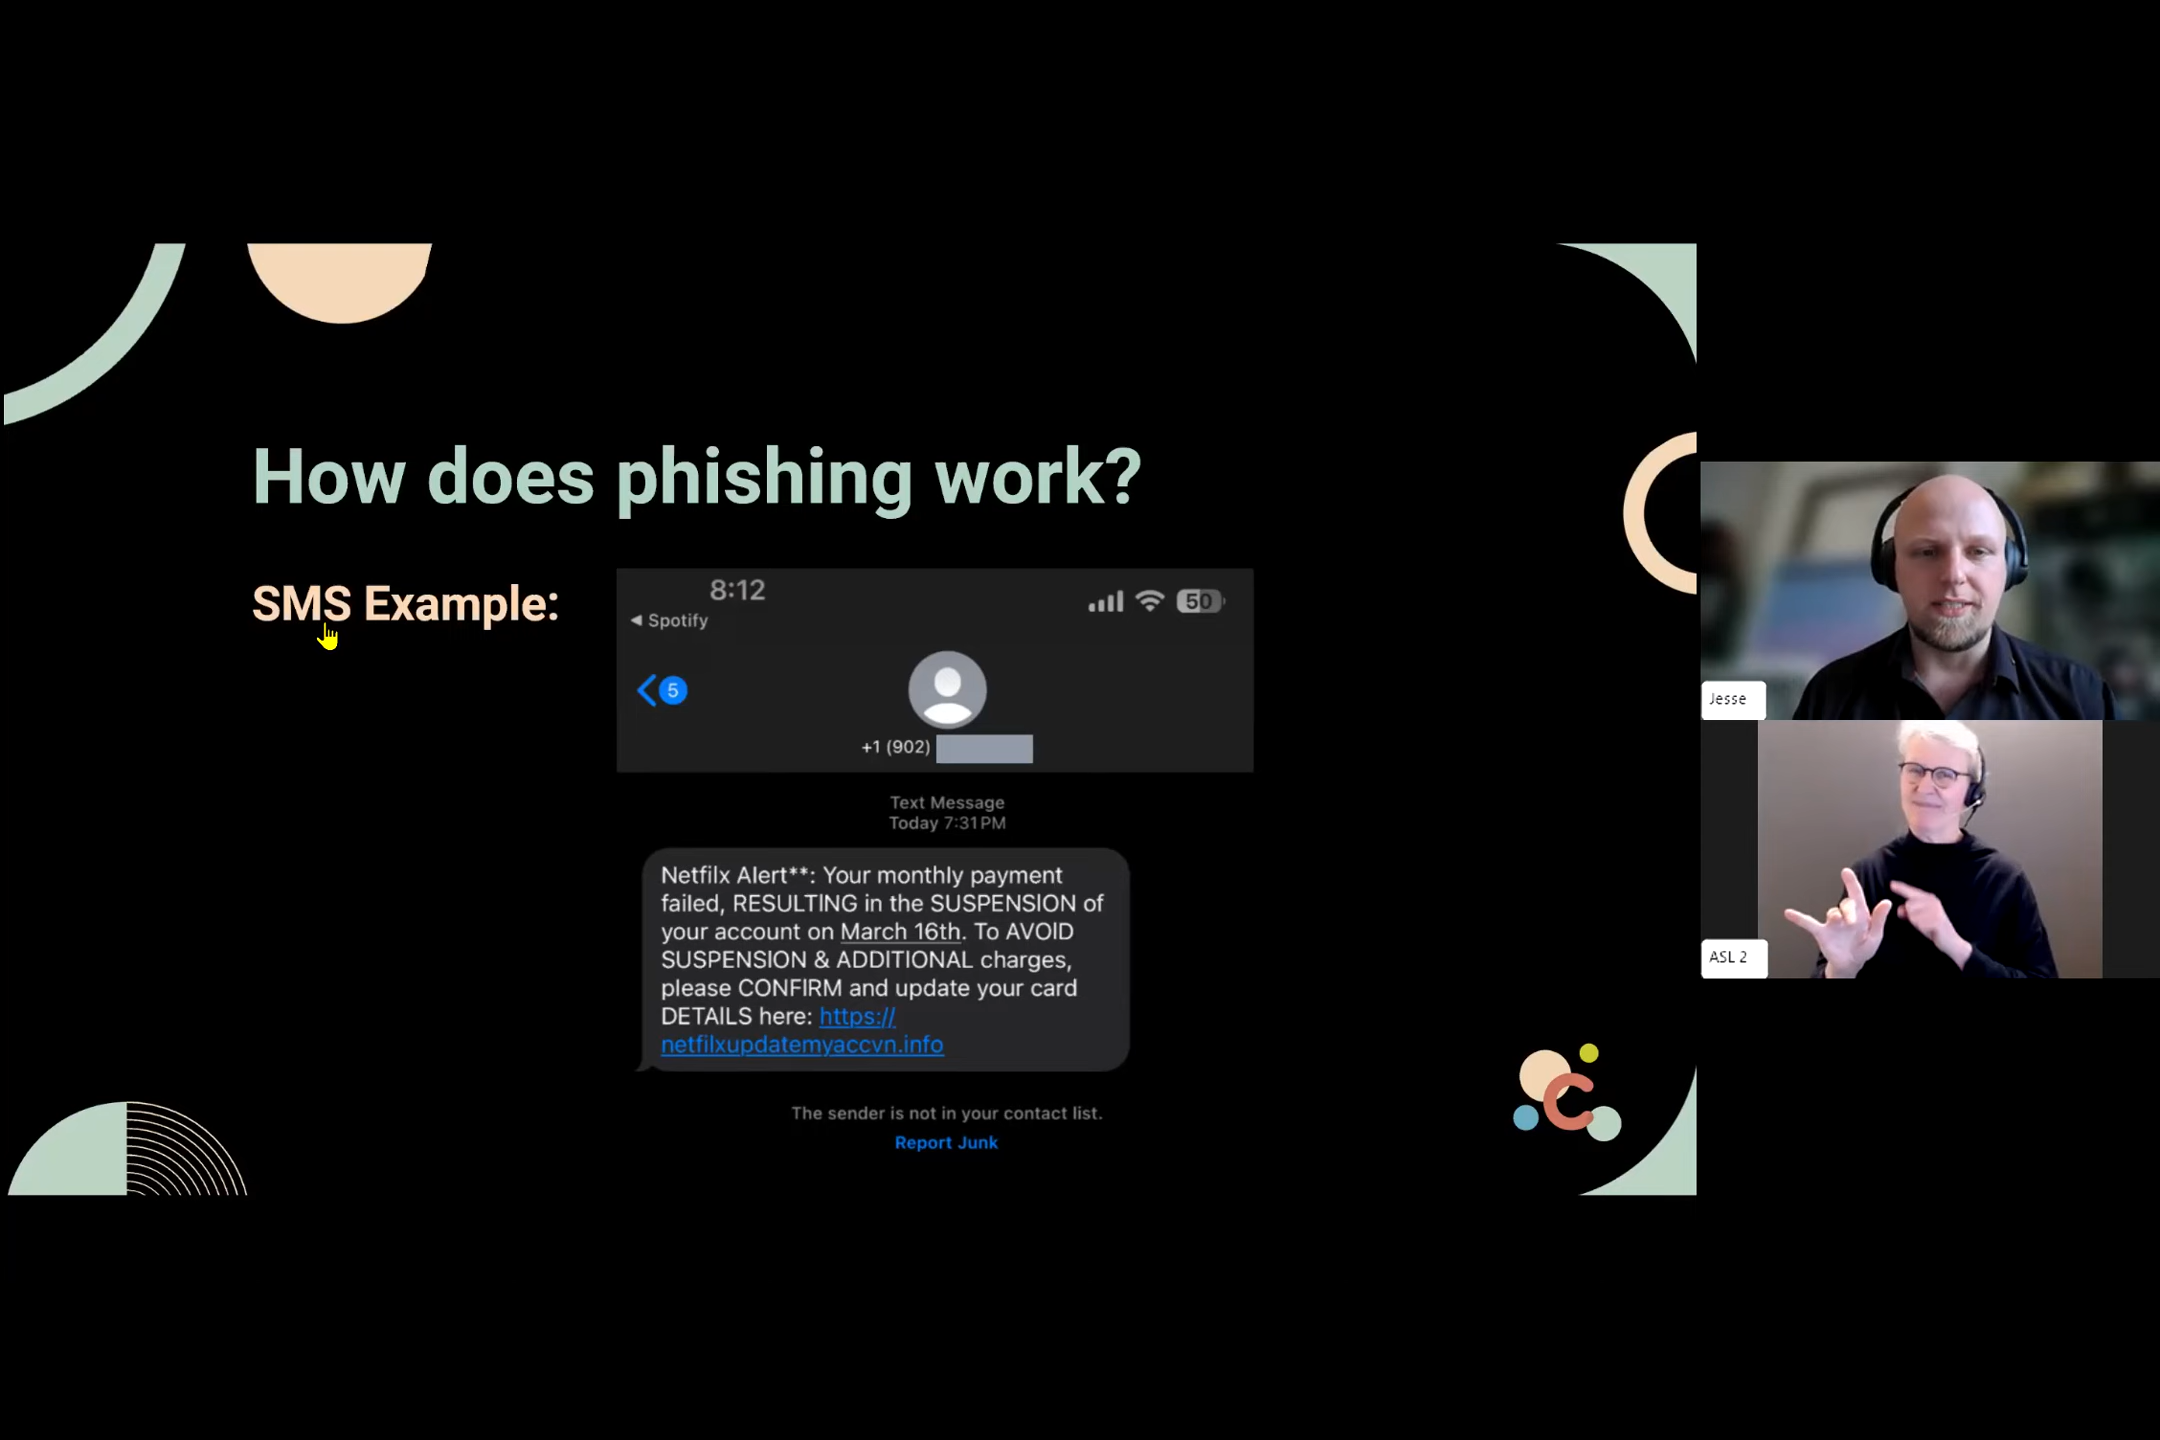 How does phishing work?
SMS Example:
8:12
50
Spotify
5
+1 (902)
Text Message
Today 7:31 PM
Netfilx Alert**: Your monthly payment
failed, RESULTING in the SUSPENSION of
your account on March 16th. To AVOID
SUSPENSION & ADDITIONAL charges,
please CONFIRM and update your card
DETAILS here: https://
netfilxupdatemyaccvn.info
The sender is not in your contact list.
Report Junk
Jesse
ASL 2